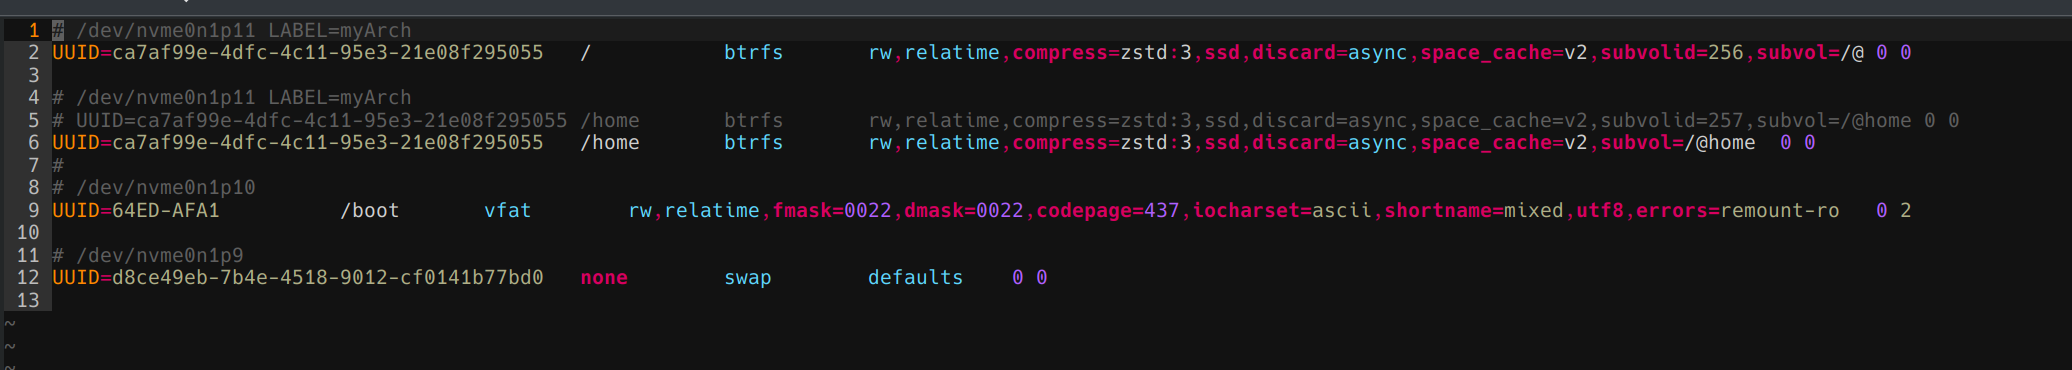 1 # /dev/nvme0n1p11 LABEL=myArch
2 UUID=ca7af99e-4dfc-4c11-95e3-21e08f295055   /           btrfs       rw,relatime,compress=zstd:3,ssd,discard=async,space_cache=v2,subvolid=256,subvol=/@ 0 0
3
4 # /dev/nvme0n1p11 LABEL=myArch
5 # UUID=ca7af99e-4dfc-4c11-95e3-21e08f295055 /home       btrfs       rw,relatime,compress=zstd:3,ssd,discard=async,space_cache=v2,subvolid=257,subvol=/@home 0 0
6 UUID=ca7af99e-4dfc-4c11-95e3-21e08f295055   /home       btrfs       rw,relatime,compress=zstd:3,ssd,discard=async,space_cache=v2,subvol=/@home  0 0
7 #
8 # /dev/nvme0n1p10
9 UUID=64ED-AFA1          /boot       vfat        rw,relatime,fmask=0022,dmask=0022,codepage=437,iocharset=ascii,shortname=mixed,utf8,errors=remount-ro   0 2
10
11 # /dev/nvme0n1p9
12 UUID=d8ce49eb-7b4e-4518-9012-cf0141b77bd0   none        swap        defaults    0 0
13
~
~
~